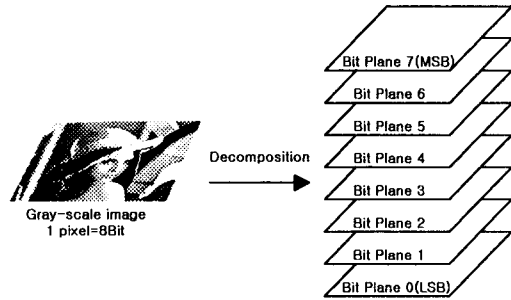 Bit Plane 7(MSB)
Bit Plane 6
Bit Plane 5
Bit Plane 4
Bit Plane 3
Bit Plane 2
Bit Plane 1
Bit Plane 0(LSB)
Decomposition
Gray-scale image
1 pixel=8Bit